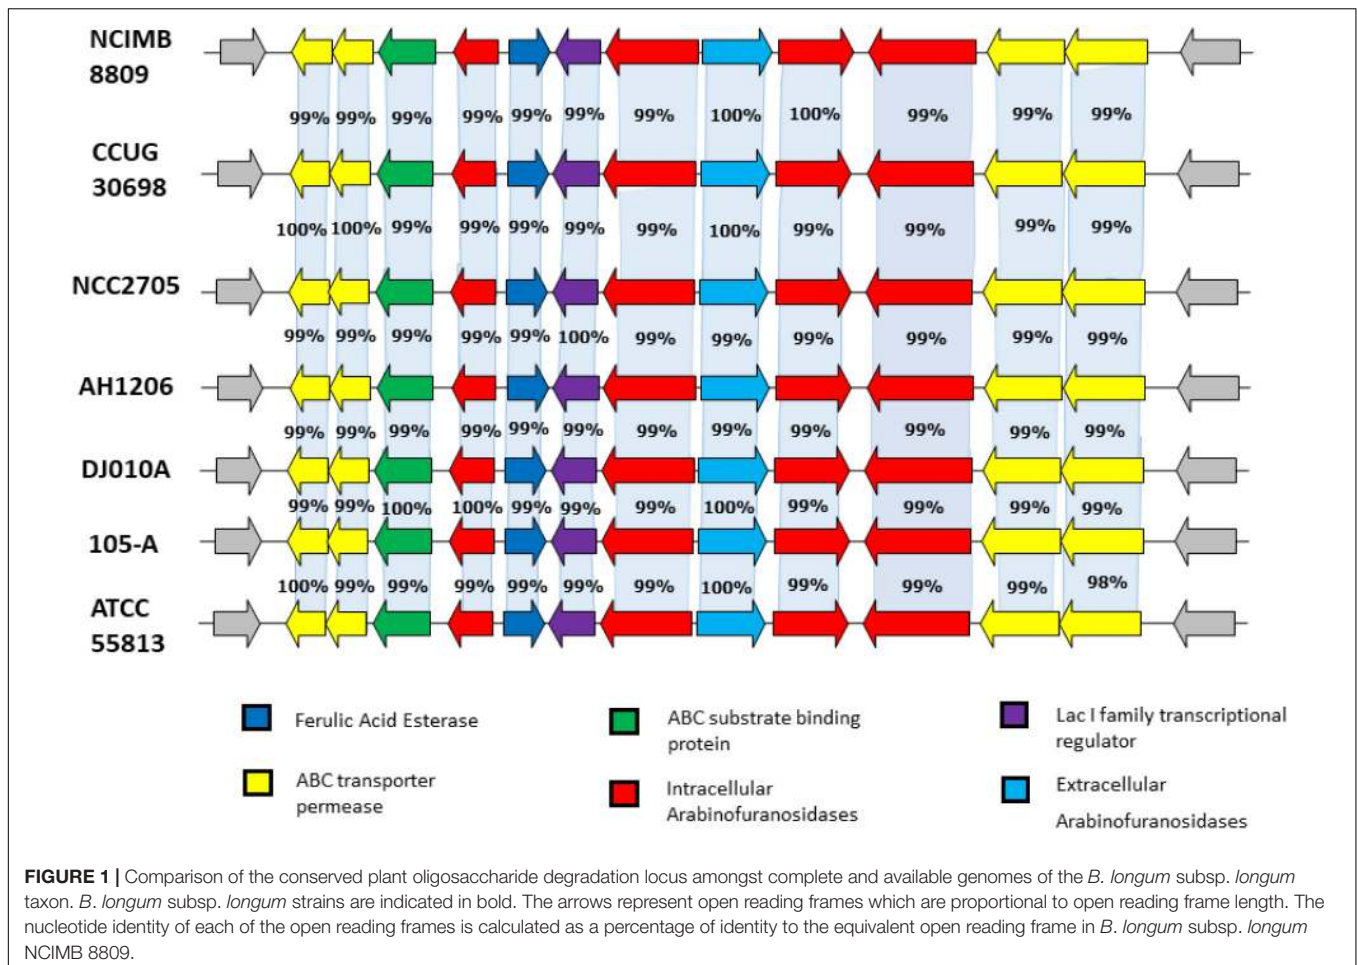 NCIMB
8809
99% 99% 99% 99% 99% 99% 99% 100% 100% 99% 99% 99%
CCUG
30698
100% 100% 99% 99% 99% 99% 99% 100% 99% 99% 99% 99%
NCC2705
99% 99% 99% 99% 99% 100% 99% 99% 99% 99% 99% 99%
AH1206
99% 99% 99% 99% 99% 99% 99% 99% 99% 99% 99% 99%
DJ010A
99% 99% 100% 100% 99% 99% 99% 100% 99% 99% 99% 99%
105-A
100% 99% 99% 99% 99% 99% 99% 100% 99% 99% 99% 98%
ATCC
55813
Ferulic Acid Esterase
ABC substrate binding
protein
Lac I family transcriptional
regulator
ABC transporter
permease
Intracellular
Arabinofuranosidases
Extracellular
Arabinofuranosidases
FIGURE 1 | Comparison of the conserved plant oligosaccharide degradation locus amongst complete and available genomes of the B. longum subsp. longum
taxon. B. longum subsp. longum strains are indicated in bold. The arrows represent open reading frames which are proportional to open reading frame length. The
nucleotide identity of each of the open reading frames is calculated as a percentage of identity to the equivalent open reading frame in B. longum subsp. longum
NCIMB 8809.